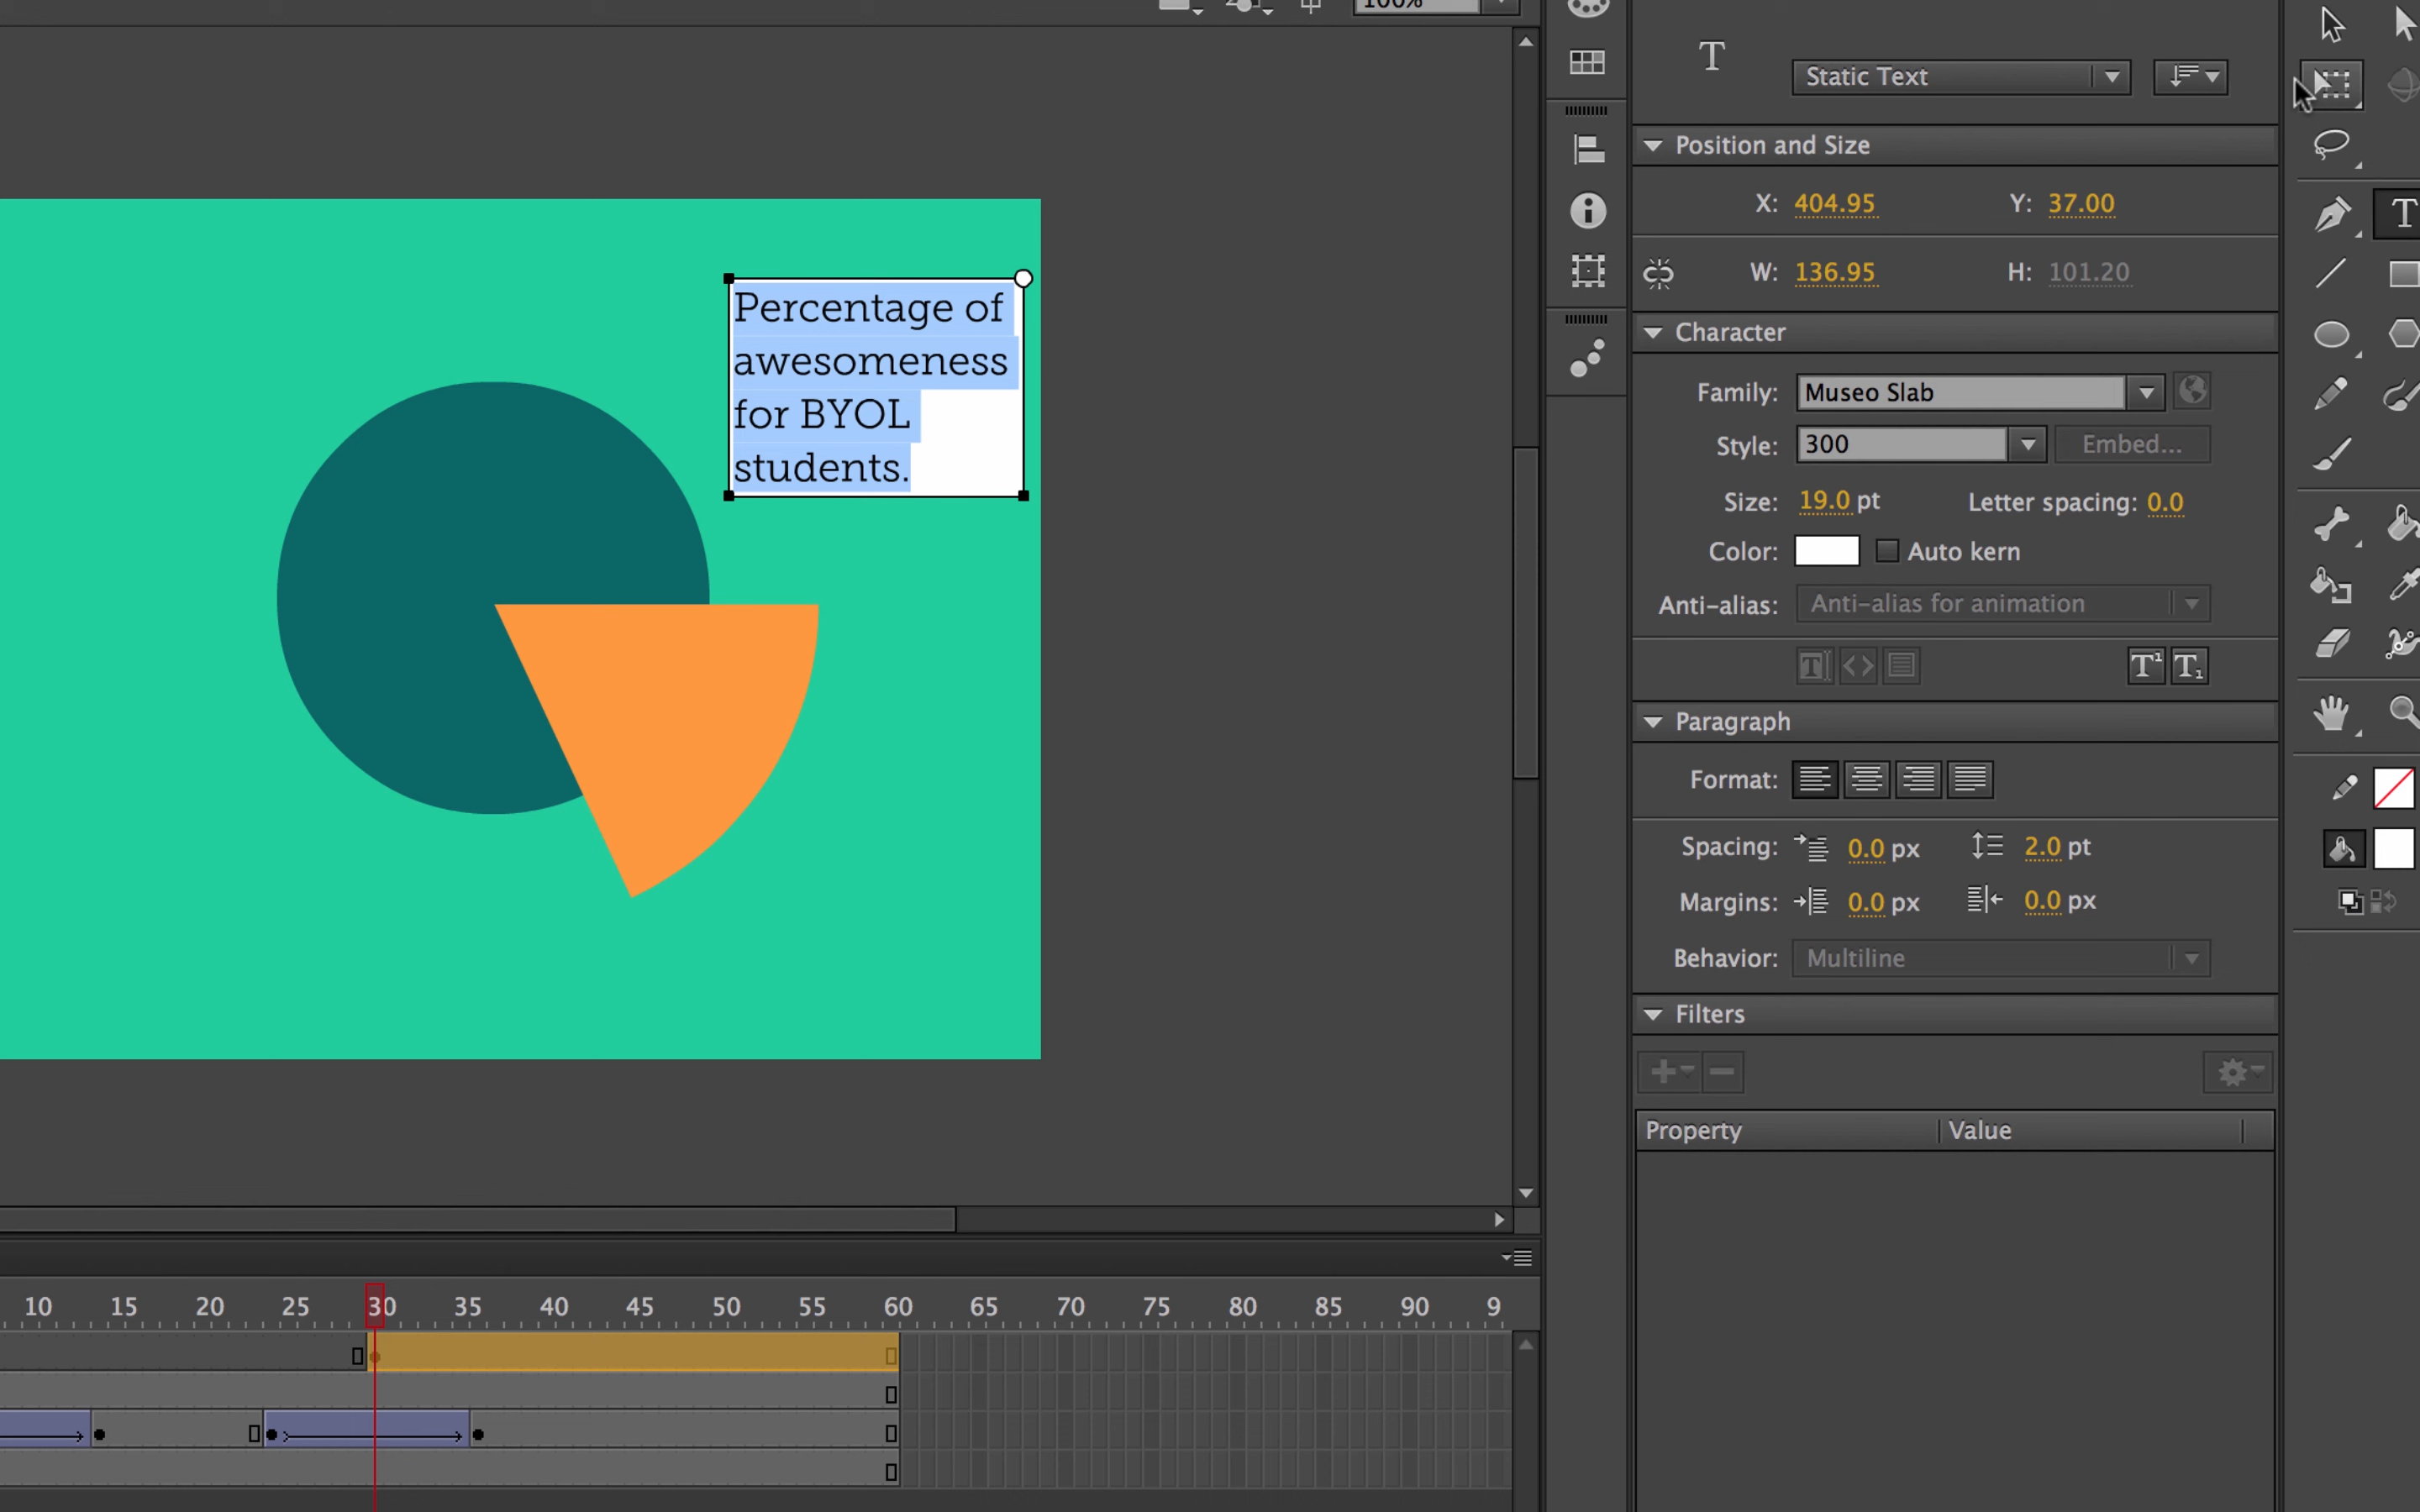 100%
Static Text
Position and Size
X: 404.95 Y: 37.00
W: 136.95 H: 101.20
Character
Family: Museo Slab
Style: 300 Embed...
Size: 19.0 pt Letter spacing: 0.0
Color: Auto kern
Anti-alias: Anti-alias for animation
Paragraph
Format:
Spacing: 0.0 px 2.0 pt
Margins: 0.0 px 0.0 px
Behavior: Multiline
Filters
Property Value
Percentage of
awesomeness
for BYOL
students.
10 15 20 25 30 35 40 45 50 55 60 65 70 75 80 85 90 9